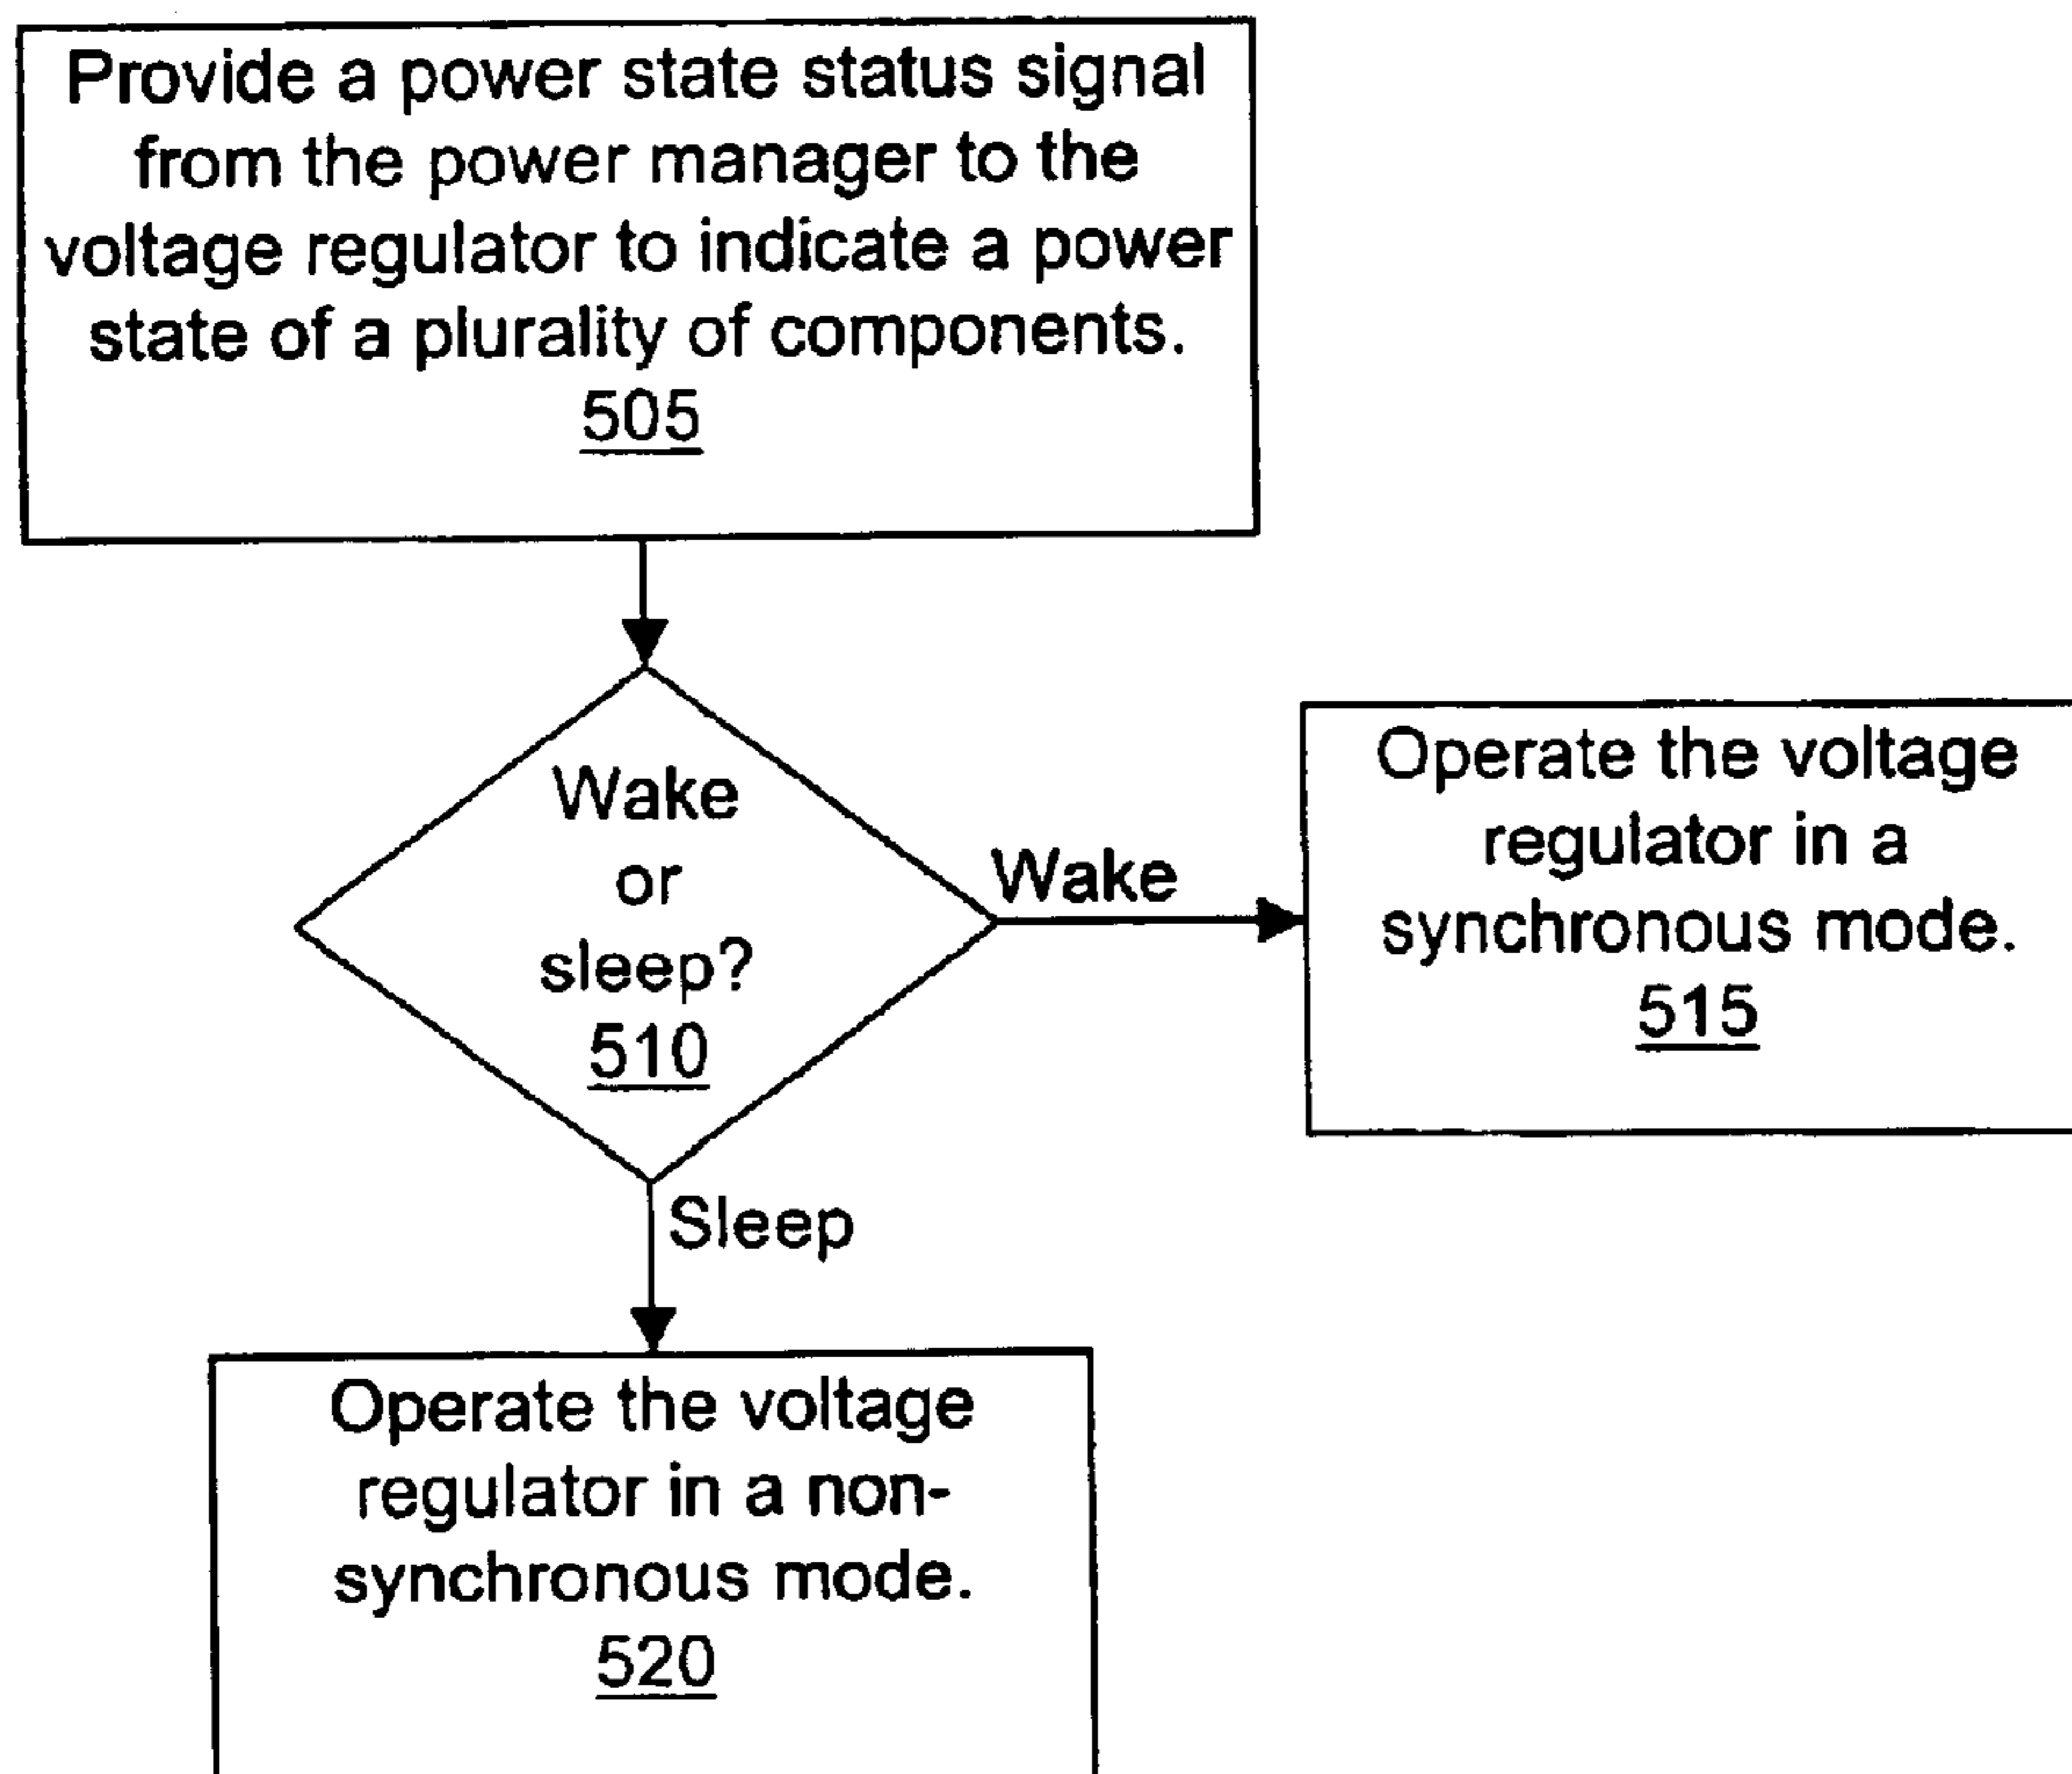 Provide a power state status signal
from the power manager to the
voltage regulator to indicate a power
state of a plurality of components.
505
Wake
or
sleep?
510
Wake
Operate the voltage
regulator in a
synchronous mode.
515
Sleep
Operate the voltage
regulator in a non-
synchronous mode.
520